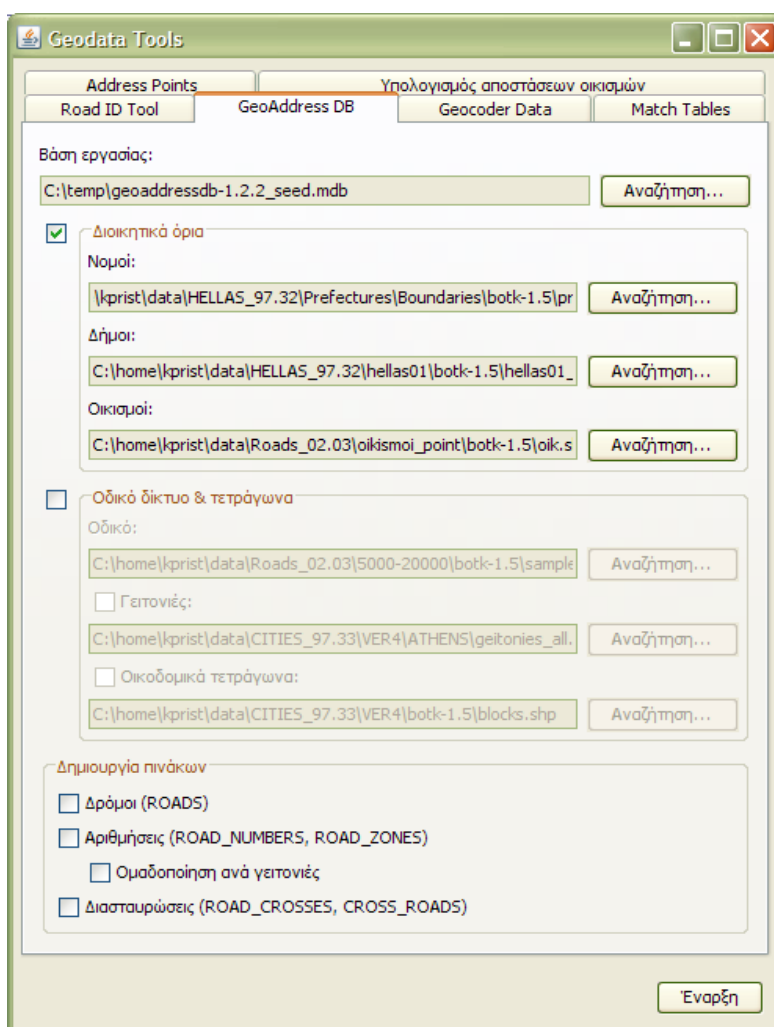 Geodata Tools
Address Points Υπολογισμός αποστάσεων οικισμών
Road ID Tool GeoAddress DB Geocoder Data Match Tables
Βάση εργασίας:
C:\temp\geoaddressdb-1.2.2_seed.mdb Αναζήτηση...
Διοικητικά όρια
Νομοί:
\kprist\data\HELLAS_97.32\Prefectures\Boundaries\botk-1.5\pr Αναζήτηση...
Δήμοι:
C:\home\kprist\data\HELLAS_97.32\hellas01\botk-1.5\hellas01_ Αναζήτηση...
Οικισμοί:
C:\home\kprist\data\Roads_02.03\oikismoi_point\botk-1.5\oik.s Αναζήτηση...
Οδικό δίκτυο & τετράγωνα
Οδικό:
C:\home\kprist\data\Roads_02.03\5000-20000\botk-1.5\sample Αναζήτηση...
Γειτονιές:
C:\home\kprist\data\CITIES_97.33\VER4\ATHENS\geitonies_all. Αναζήτηση...
Οικοδομικά τετράγωνα:
C:\home\kprist\data\CITIES_97.33\VER4\botk-1.5\blocks.shp Αναζήτηση...
Δημιουργία πινάκων
Δρόμοι (ROADS)
Αριθμήσεις (ROAD_NUMBERS, ROAD_ZONES)
Ομαδοποίηση ανά γειτονιές
Διασταυρώσεις (ROAD_CROSSES, CROSS_ROADS)
Έναρξη